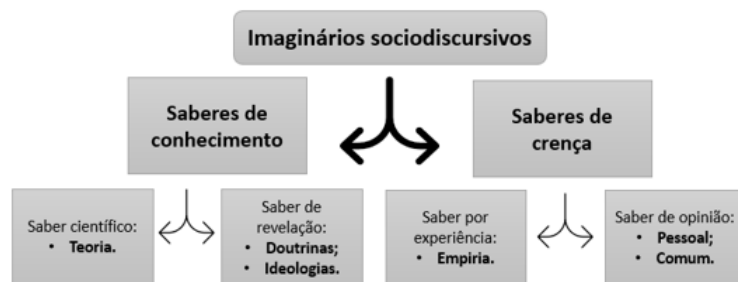 Imaginários sociodiscursivos
Saberes de
conhecimento
Saberes de
crença
Saber científico:
• Teoria.
Saber de
revelação:
• Doutrinas;
• Ideologias.
Saber por
experiência:
• Empiria.
Saber de opinião:
• Pessoal;
• Comum.